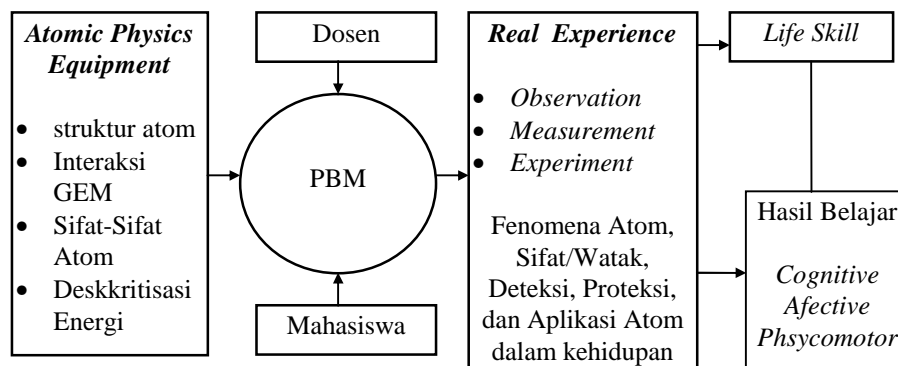 Atomic Physics
Equipment
• struktur atom
• Interaksi
GEM
• Sifat-Sifat
Atom
• Deskkritisasi
Energi
Dosen
PBM
Mahasiswa
Real Experience
• Observation
• Measurement
• Experiment
Fenomena Atom,
Sifat/Watak,
Deteksi, Proteksi,
dan Aplikasi Atom
dalam kehidupan
Life Skill
Hasil Belajar
Cognitive
Afective
Phsycomotor